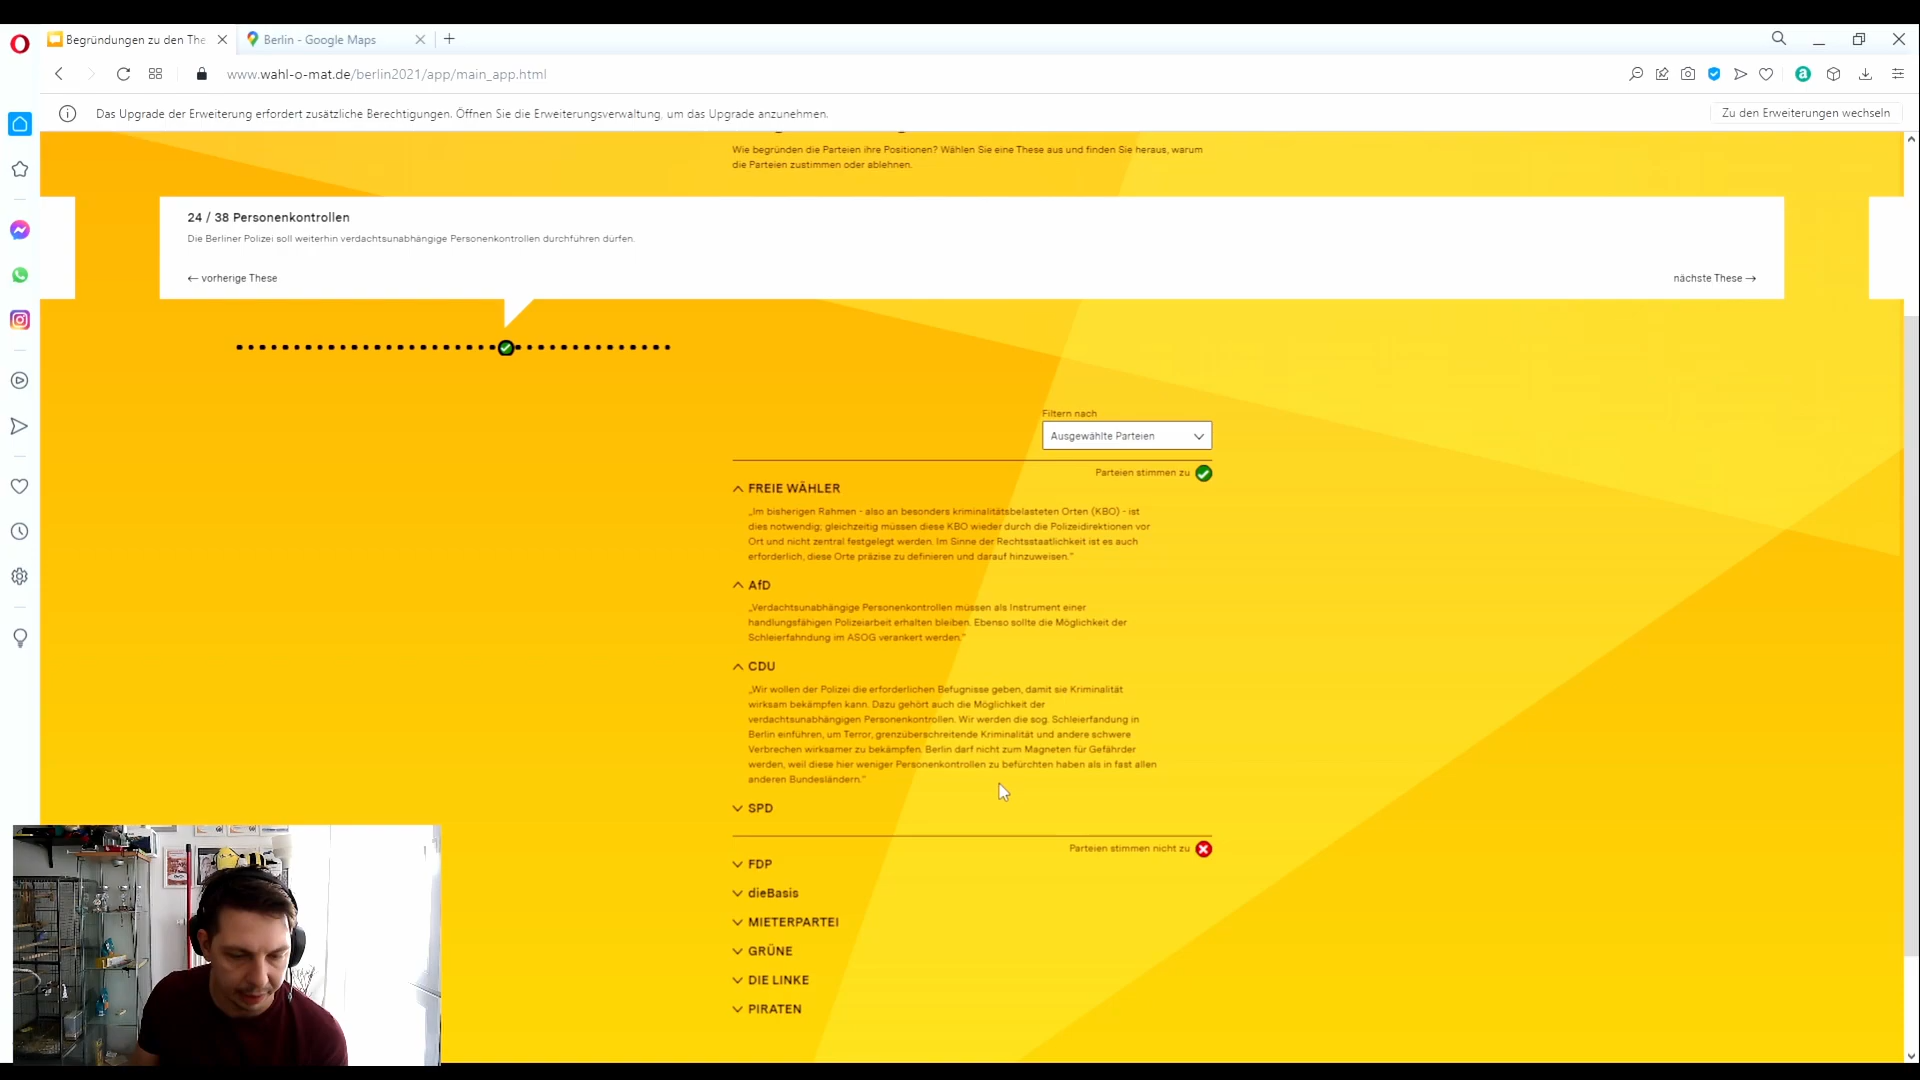 Begründungen zu den The
Berlin - Google Maps
www.wahl-o-mat.de/berlin2021/app/main_app.html
Das Upgrade der Erweiterung erfordert zusätzliche Berechtigungen. Öffnen Sie die Erweiterungsverwaltung, um das Upgrade anzunehmen.
Zu den Erweiterungen wechseln
Wie begründen die Parteien ihre Positionen? Wählen Sie eine These aus und finden Sie heraus, warum
die Parteien zustimmen oder ablehnen.
24 / 38 Personenkontrollen
Die Berliner Polizei soll weiterhin verdachtsunabhängige Personenkontrollen durchführen dürfen.
← vorherige These
nächste These →
Filtern nach
Ausgewählte Parteien
Parteien stimmen zu
FREIE WÄHLER
„Im bisherigen Rahmen - also an besonders kriminalitätsbelasteten Orten (KBO) - ist
dies notwendig; gleichzeitig müssen diese KBO wieder durch die Polizeidirektionen vor
Ort und nicht zentral festgelegt werden. Im Sinne der Rechtsstaatlichkeit ist es auch
erforderlich, diese Orte präzise zu definieren und darauf hinzuweisen.“
AfD
„Verdachtsunabhängige Personenkontrollen müssen als Instrument einer
handlungsfähigen Polizeiarbeit erhalten bleiben. Ebenso sollte die Möglichkeit der
Schleierfahndung im ASOG verankert werden.“
CDU
„Wir wollen der Polizei die erforderlichen Befugnisse geben, damit sie Kriminalität
wirksam bekämpfen kann. Dazu gehört auch die Möglichkeit der
verdachtsunabhängigen Personenkontrollen. Wir werden die sog. Schleierfandung in
Berlin einführen, um Terror, grenzüberschreitende Kriminalität und andere schwere
Verbrechen wirksamer zu bekämpfen. Berlin darf nicht zum Magneten für Gefährder
werden, weil diese hier weniger Personenkontrollen zu befürchten haben als in fast allen
anderen Bundesländern.“
SPD
Parteien stimmen nicht zu
FDP
dieBasis
MIETERPARTEI
GRÜNE
DIE LINKE
PIRATEN